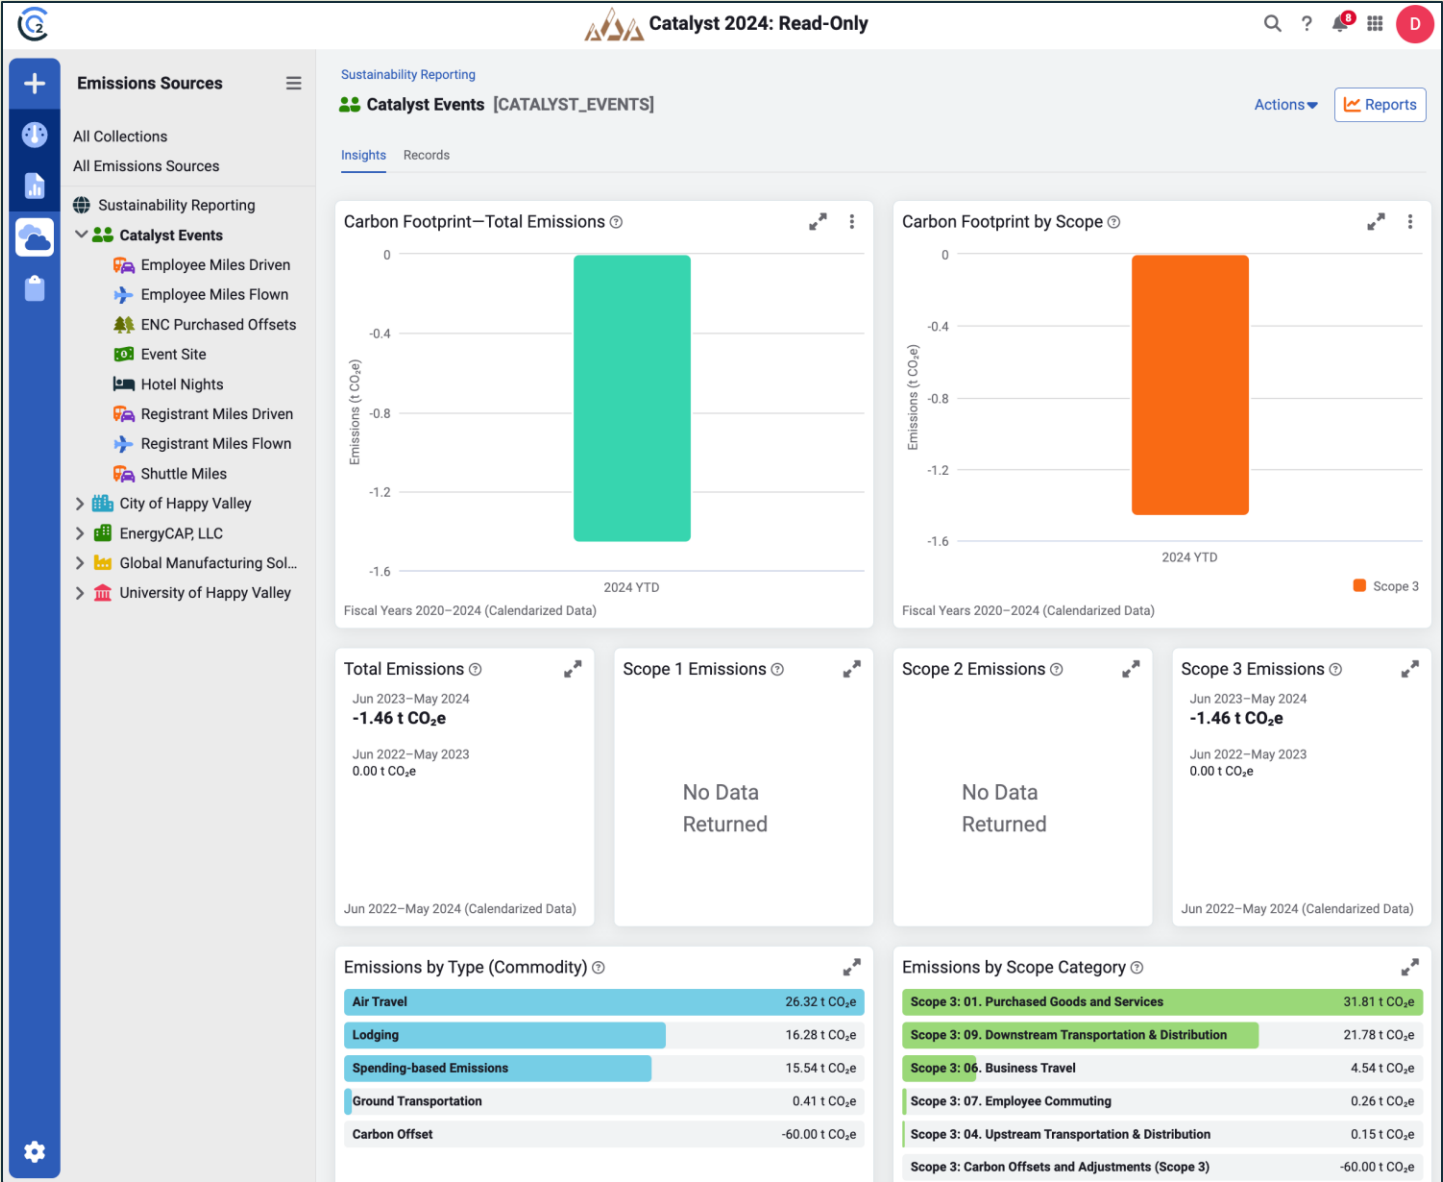 Catalyst 2024: Read-Only
8
D
Emissions Sources
All Collections
All Emissions Sources
Sustainability Reporting
Catalyst Events
Employee Miles Driven
Employee Miles Flown
ENC Purchased Offsets
Event Site
Hotel Nights
Registrant Miles Driven
Registrant Miles Flown
Shuttle Miles
City of Happy Valley
EnergyCAP, LLC
Global Manufacturing Sol...
University of Happy Valley
Sustainability Reporting
Catalyst Events [CATALYST_EVENTS]
Actions
Reports
Insights Records
Carbon Footprint—Total Emissions
0
-0.4
-0.8
-1.2
-1.6
Emissions (t CO₂e)
2024 YTD
Fiscal Years 2020–2024 (Calendarized Data)
Carbon Footprint by Scope
0
-0.4
-0.8
-1.2
-1.6
Emissions (t CO₂e)
2024 YTD
Scope 3
Fiscal Years 2020–2024 (Calendarized Data)
Total Emissions
Jun 2023–May 2024
-1.46 t CO₂e
Jun 2022–May 2023
0.00 t CO₂e
Jun 2022–May 2024 (Calendarized Data)
Scope 1 Emissions
No Data
Returned
Scope 2 Emissions
No Data
Returned
Scope 3 Emissions
Jun 2023–May 2024
-1.46 t CO₂e
Jun 2022–May 2023
0.00 t CO₂e
Jun 2022–May 2024 (Calendarized Data)
Emissions by Type (Commodity)
Air Travel 26.32 t CO₂e
Lodging 16.28 t CO₂e
Spending-based Emissions 15.54 t CO₂e
Ground Transportation 0.41 t CO₂e
Carbon Offset -60.00 t CO₂e
Emissions by Scope Category
Scope 3: 01. Purchased Goods and Services 31.81 t CO₂e
Scope 3: 09. Downstream Transportation & Distribution 21.78 t CO₂e
Scope 3: 06. Business Travel 4.54 t CO₂e
Scope 3: 07. Employee Commuting 0.26 t CO₂e
Scope 3: 04. Upstream Transportation & Distribution 0.15 t CO₂e
Scope 3: Carbon Offsets and Adjustments (Scope 3) -60.00 t CO₂e